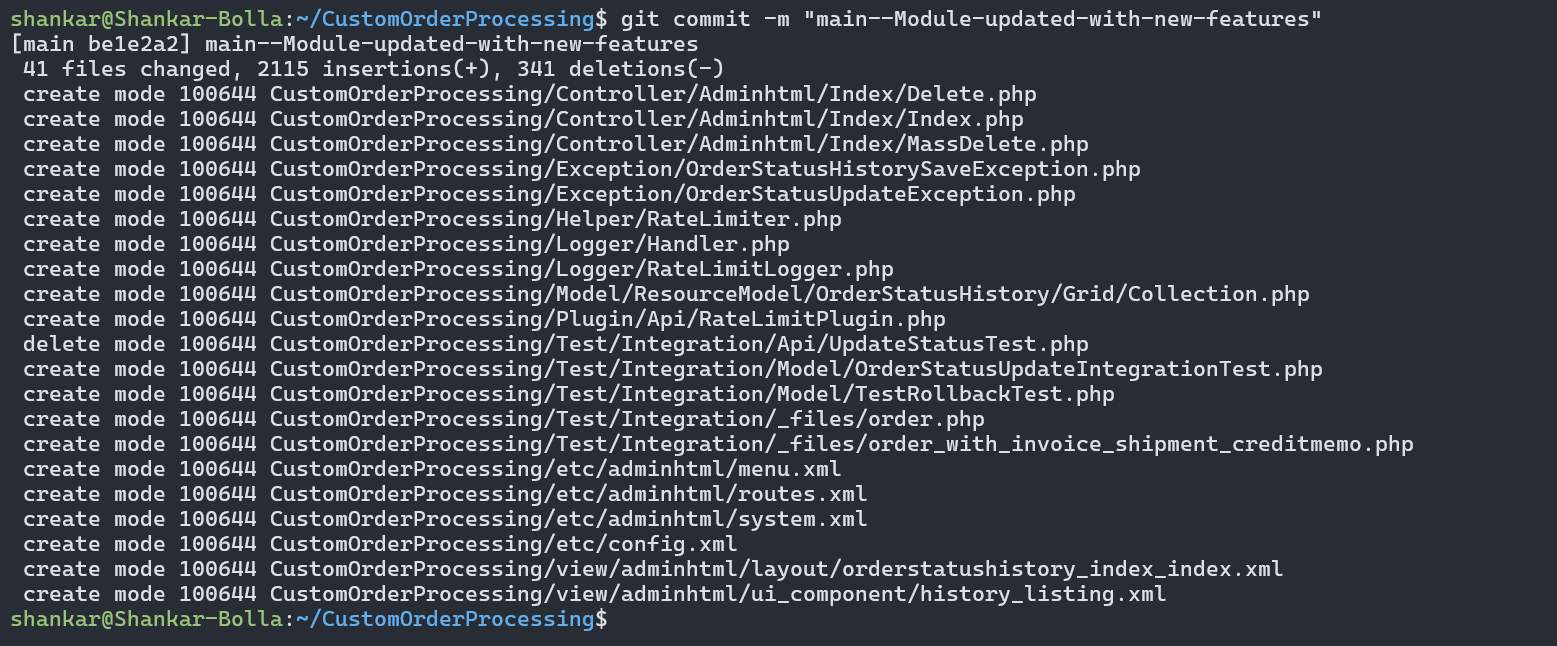 shankar@Shankar-Bolla:~/CustomOrderProcessing$ git commit -m "main--Module-updated-with-new-features"
[main be1e2a2] main--Module-updated-with-new-features
 41 files changed, 2115 insertions(+), 341 deletions(-)
 create mode 100644 CustomOrderProcessing/Controller/Adminhtml/Index/Delete.php
 create mode 100644 CustomOrderProcessing/Controller/Adminhtml/Index/Index.php
 create mode 100644 CustomOrderProcessing/Controller/Adminhtml/Index/MassDelete.php
 create mode 100644 CustomOrderProcessing/Exception/OrderStatusHistorySaveException.php
 create mode 100644 CustomOrderProcessing/Exception/OrderStatusUpdateException.php
 create mode 100644 CustomOrderProcessing/Helper/RateLimiter.php
 create mode 100644 CustomOrderProcessing/Logger/Handler.php
 create mode 100644 CustomOrderProcessing/Logger/RateLimitLogger.php
 create mode 100644 CustomOrderProcessing/Model/ResourceModel/OrderStatusHistory/Grid/Collection.php
 create mode 100644 CustomOrderProcessing/Plugin/Api/RateLimitPlugin.php
 delete mode 100644 CustomOrderProcessing/Test/Integration/Api/UpdateStatusTest.php
 create mode 100644 CustomOrderProcessing/Test/Integration/Model/OrderStatusUpdateIntegrationTest.php
 create mode 100644 CustomOrderProcessing/Test/Integration/Model/TestRollbackTest.php
 create mode 100644 CustomOrderProcessing/Test/Integration/_files/order.php
 create mode 100644 CustomOrderProcessing/Test/Integration/_files/order_with_invoice_shipment_creditmemo.php
 create mode 100644 CustomOrderProcessing/etc/adminhtml/menu.xml
 create mode 100644 CustomOrderProcessing/etc/adminhtml/routes.xml
 create mode 100644 CustomOrderProcessing/etc/adminhtml/system.xml
 create mode 100644 CustomOrderProcessing/etc/config.xml
 create mode 100644 CustomOrderProcessing/view/adminhtml/layout/orderstatushistory_index_index.xml
 create mode 100644 CustomOrderProcessing/view/adminhtml/ui_component/history_listing.xml
shankar@Shankar-Bolla:~/CustomOrderProcessing$